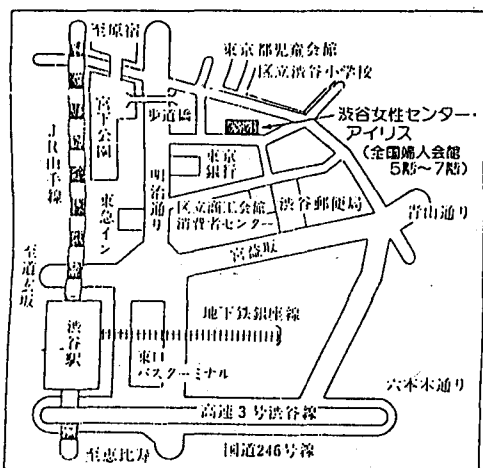 至原宿
東京都児童会館
区立渋谷小学校
渋谷女性センター・
アイリス
(全国婦人会館
5階～7階)
歩道橋
宮下公園
JR山手線
明治通り
東京
銀行
東急イン
区立商工会館
消費者センター
渋谷郵便局
青山通り
宮益坂
至道玄坂
地下鉄銀座線
渋谷駅
東口
バスターミナル
六本木通り
高速3号渋谷線
至恵比寿
国道246号線